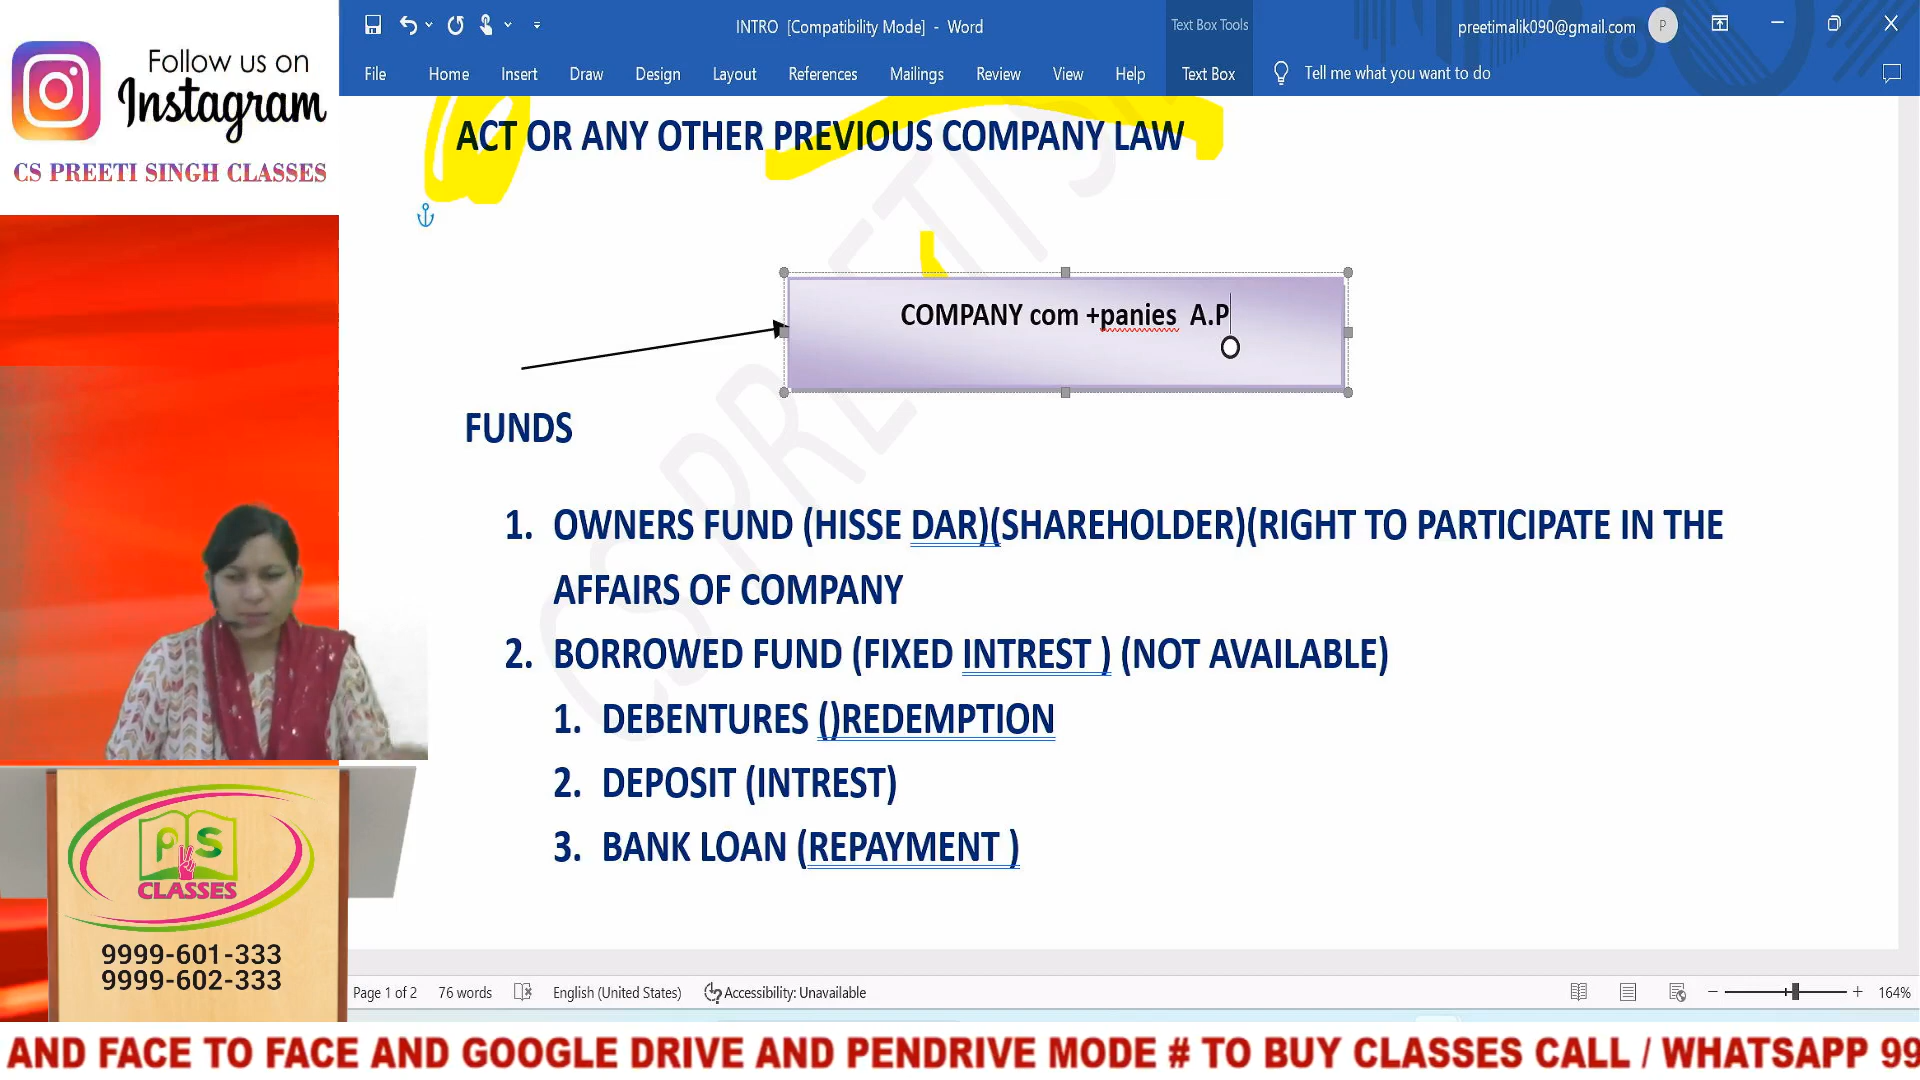 Follow us on
Instagram
CS PREETI SINGH CLASSES
INTRO [Compatibility Mode] - Word
Text Box Tools
preetimalik090@gmail.com
P
File Home Insert Draw Design Layout References Mailings Review View Help Text Box Tell me what you want to do
ACT OR ANY OTHER PREVIOUS COMPANY LAW
COMPANY com +panies A.P
FUNDS
1. OWNERS FUND (HISSE DAR)(SHAREHOLDER)(RIGHT TO PARTICIPATE IN THE
AFFAIRS OF COMPANY
2. BORROWED FUND (FIXED INTREST ) (NOT AVAILABLE)
1. DEBENTURES ()REDEMPTION
2. DEPOSIT (INTREST)
3. BANK LOAN (REPAYMENT )
CS PREETI S
PS
CLASSES
9999-601-333
9999-602-333
Page 1 of 2 76 words English (United States) Accessibility: Unavailable 164%
AND FACE TO FACE AND GOOGLE DRIVE AND PENDRIVE MODE # TO BUY CLASSES CALL / WHATSAPP 99